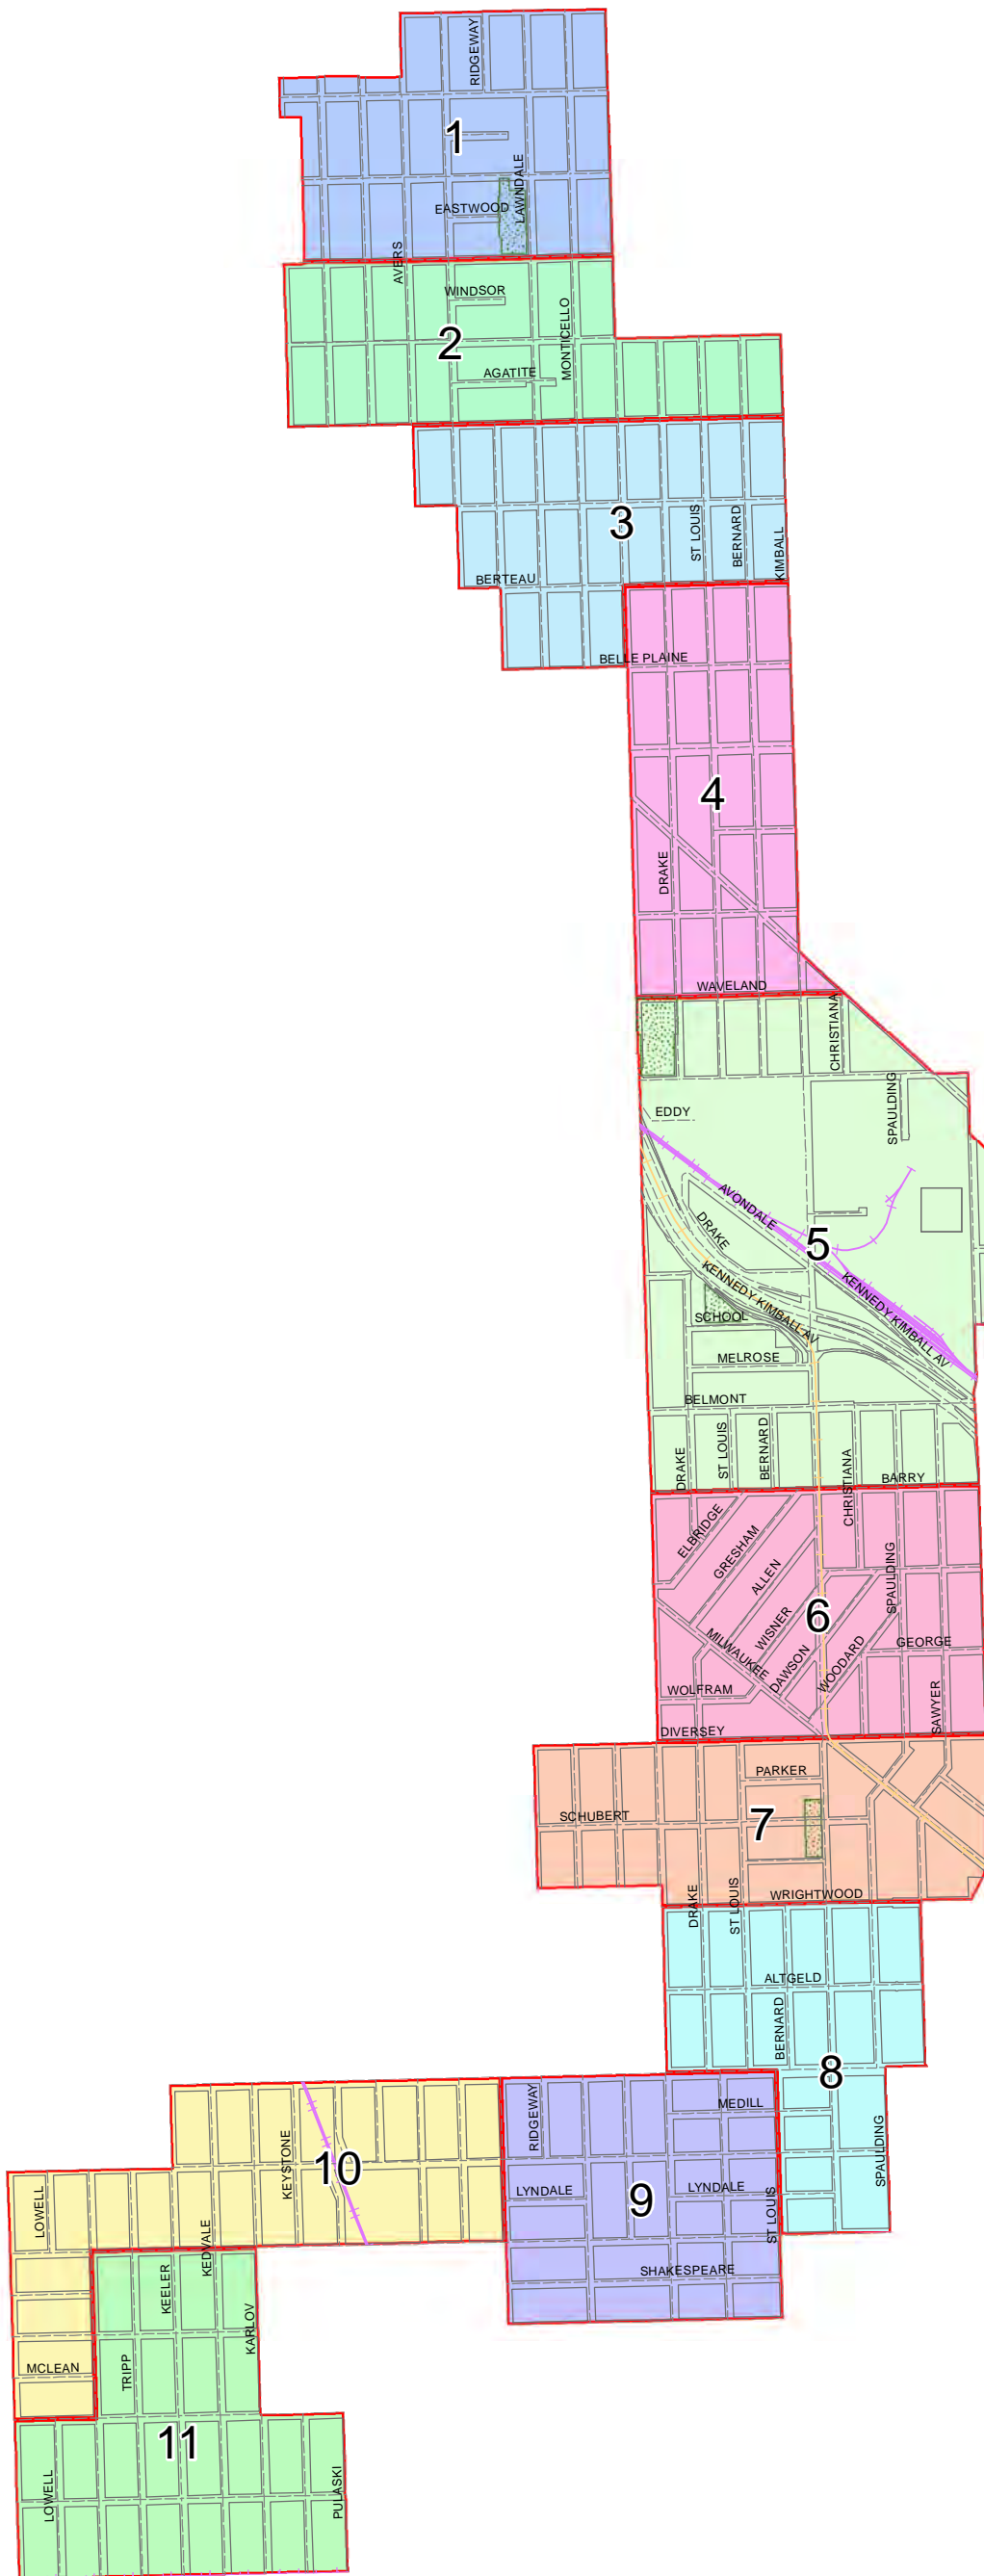 RIDGEWAY
1
LAWNDALE
EASTWOOD
AVERS
WINDSOR
MONTICELLO
2
AGATITE
3
ST LOUIS
BERNARD
KIMBALL
BERTEAU
BELLE PLAINE
4
DRAKE
WAVELAND
CHRISTIANA
SPAULDING
EDDY
AVONDALE
DRAKE
5
KENNEDY-KIMBALL AV
KENNEDY-KIMBALL AV
SCHOOL
MELROSE
BELMONT
DRAKE
ST LOUIS
BERNARD
CHRISTIANA
BARRY
ELBRIDGE
GRESHAM
ALLEN
SPAULDING
6
WISNER
MILWAUKEE
DAWSON
WOODARD
GEORGE
WOLFRAM
SAWYER
DIVERSEY
PARKER
SCHUBERT
7
DRAKE
ST LOUIS
WRIGHTWOOD
ALTGELD
BERNARD
8
SPAULDING
RIDGEWAY
MEDILL
KEYSTONE
10
LYNDALE
LYNDALE
9
ST LOUIS
LOWELL
KEDVALE
SHAKESPEARE
KEELER
KARLOV
MCLEAN
TRIPP
11
LOWELL
PULASKI